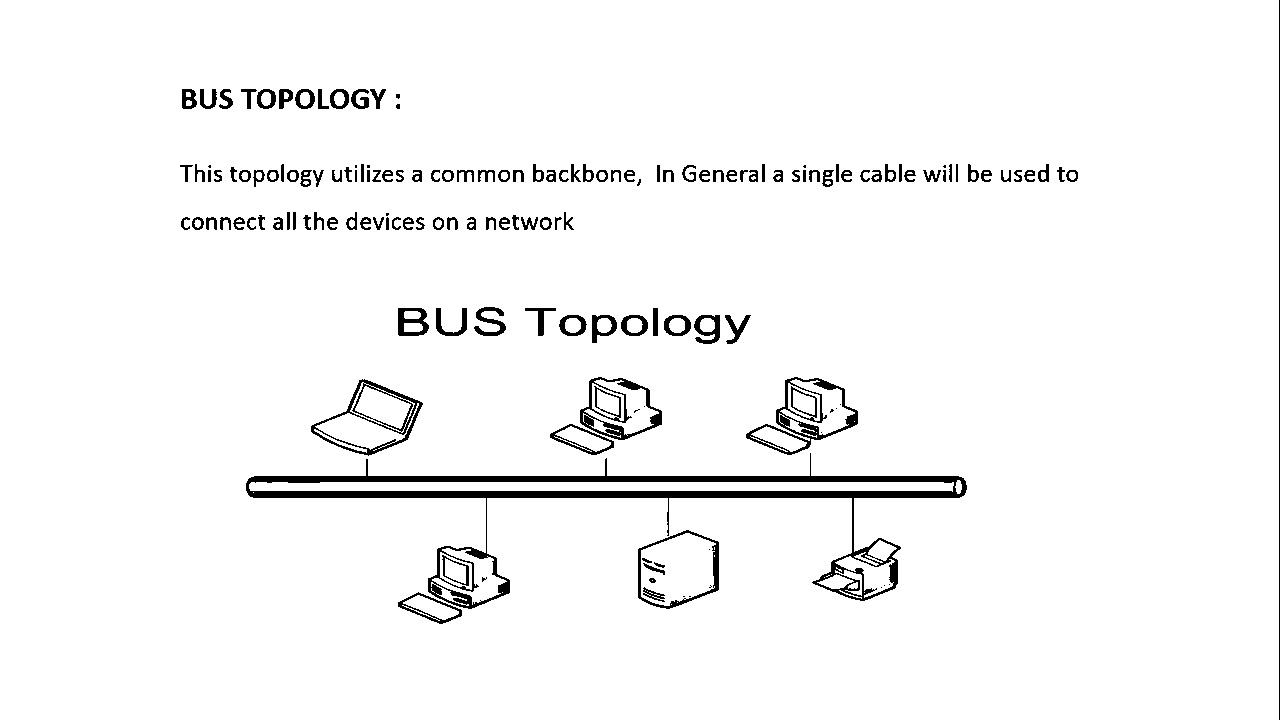 BUS TOPOLOGY :
This topology utilizes a common backbone,  In General a single cable will be used to
connect all the devices on a network
BUS Topology